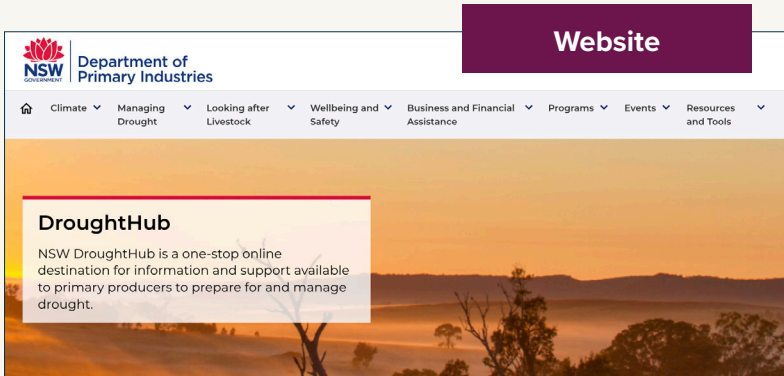 Website
NSW
GOVERNMENT
Department of
Primary Industries
Climate
Managing
Drought
Looking after
Livestock
Wellbeing and
Safety
Business and Financial
Assistance
Programs
Events
Resources
and Tools
DroughtHub
NSW DroughtHub is a one-stop online
destination for information and support available
to primary producers to prepare for and manage
drought.